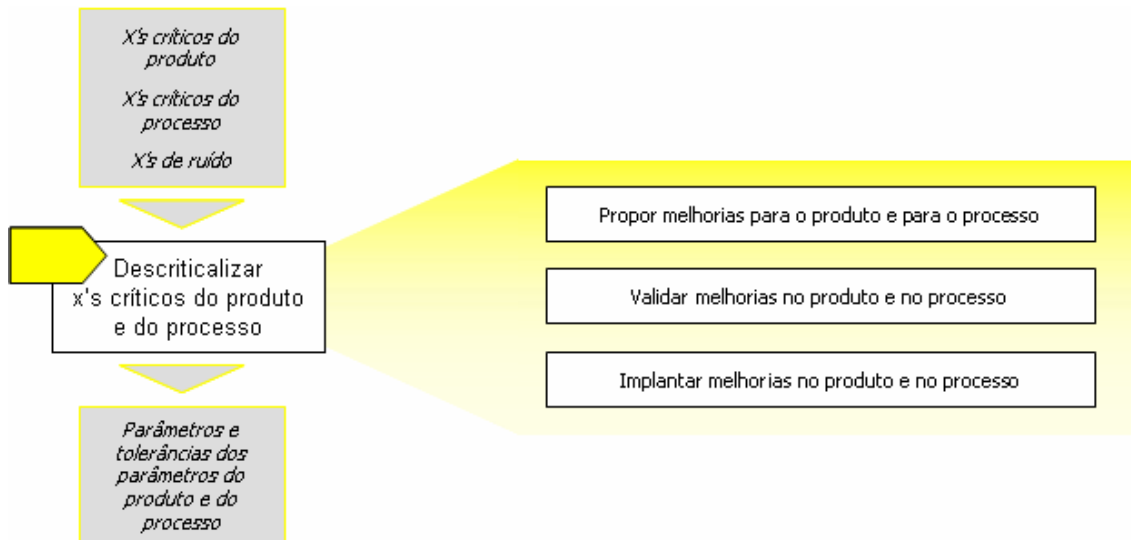 X's críticos do
produto
X's críticos do
processo
X's de ruído
Descriticalizar
x's críticos do produto
e do processo
Parâmetros e
tolerâncias dos
parâmetros do
produto e do
processo
Propor melhorias para o produto e para o processo
Validar melhorias no produto e no processo
Implantar melhorias no produto e no processo